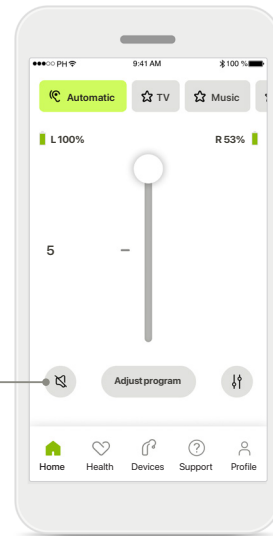 PH 9:41 AM 100 %
Automatic TV Music
L 100% R 53%
5
Adjust program
Home Health Devices Support Profile